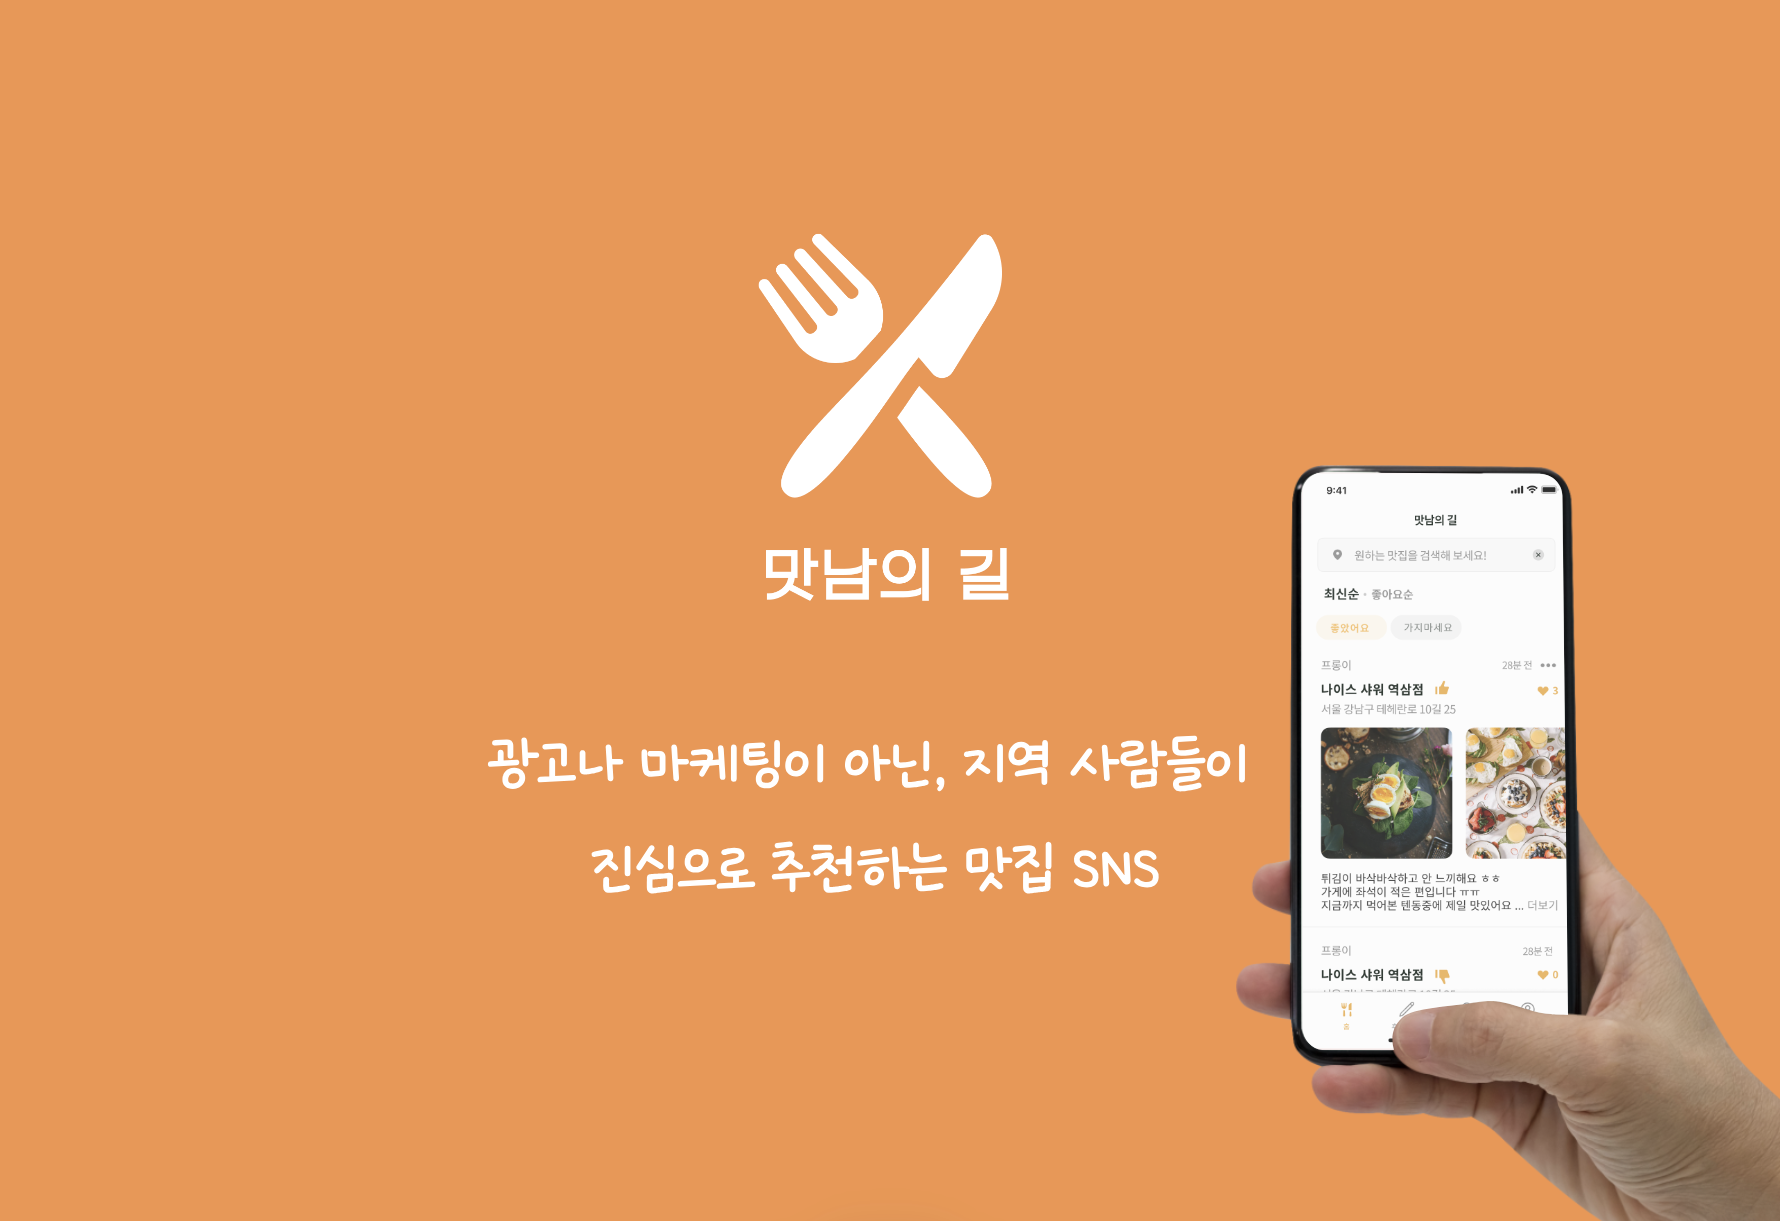 맛남의 길
광고나 마케팅이 아닌, 지역 사람들이
진심으로 추천하는 맛집 SNS
9:41
맛남의 길
원하는 맛집을 검색해 보세요!
최신순 · 좋아요순
좋았어요 가지마세요
프롱이 28분 전
나이스 샤워 역삼점 3
서울 강남구 테헤란로 10길 25
튀김이 바삭바삭하고 안 느끼해요 ㅎㅎ
가게에 좌석이 적은 편입니다 ㅠㅠ
지금까지 먹어본 텐동중에 제일 맛있어요 ... 더보기
프롱이 28분 전
나이스 샤워 역삼점 0
홈